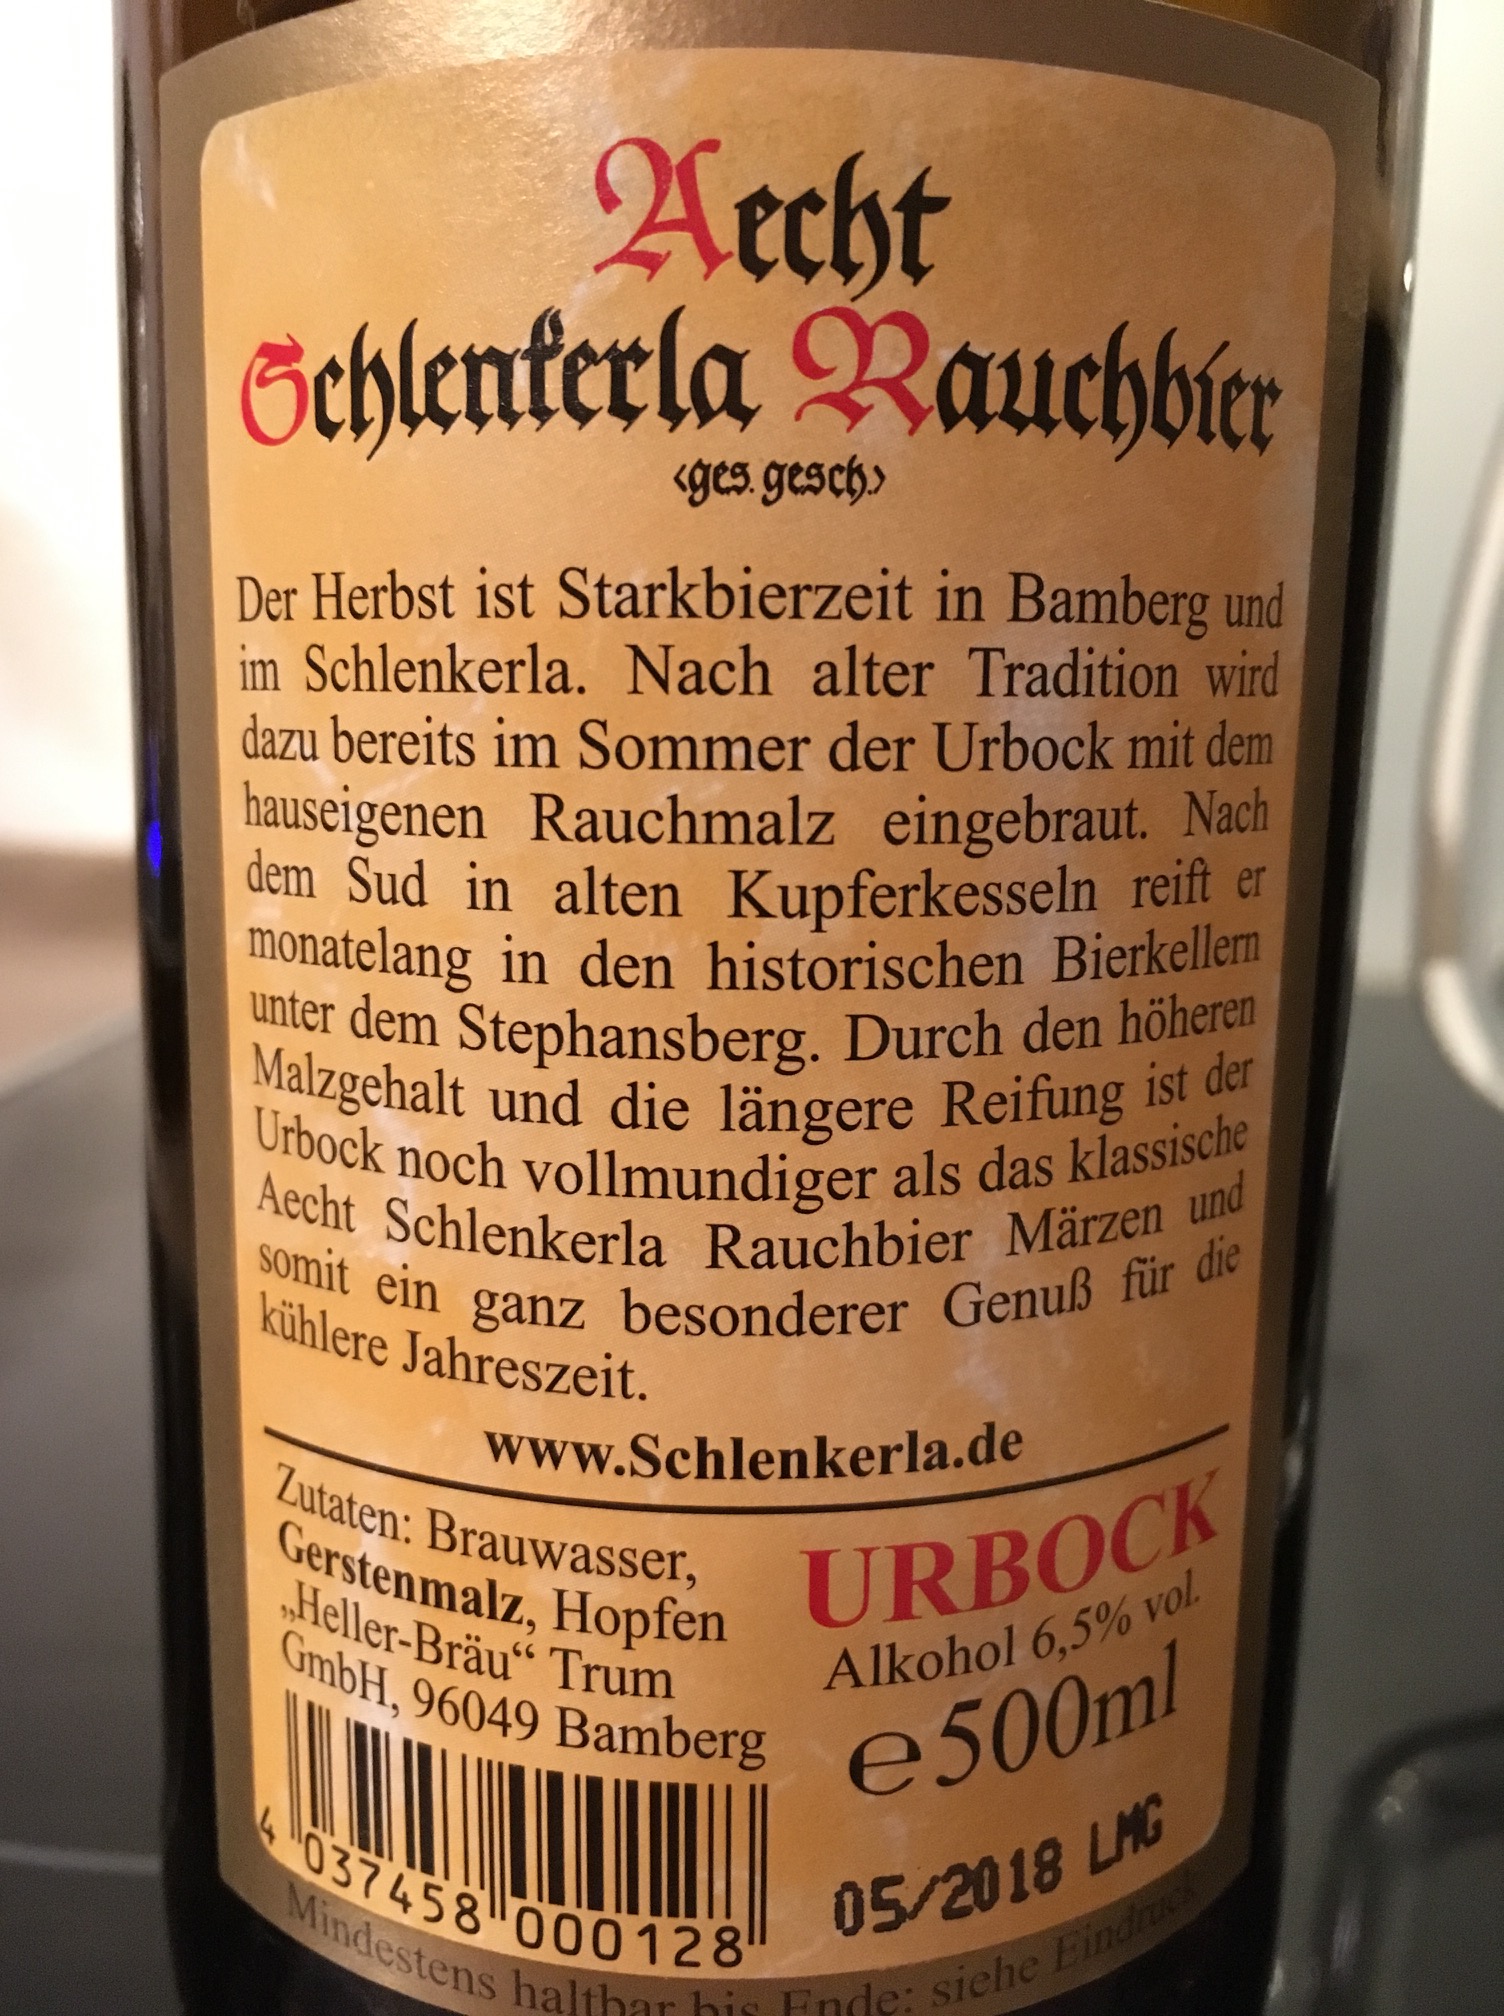 Aecht
Schlenkerla Rauchbier
<ges. gesch.>
Der Herbst ist Starkbierzeit in Bamberg und
im Schlenkerla. Nach alter Tradition wird
dazu bereits im Sommer der Urbock mit dem
hauseigenen Rauchmalz eingebraut. Nach
dem Sud in alten Kupferkesseln reift er
monatelang in den historischen Bierkellern
unter dem Stephansberg. Durch den höheren
Malzgehalt und die längere Reifung ist der
Urbock noch vollmundiger als das klassische
Aecht Schlenkerla Rauchbier Märzen und
somit ein ganz besonderer Genuß für die
kühlere Jahreszeit.
www.Schlenkerla.de
Zutaten: Brauwasser,
Gerstenmalz, Hopfen
„Heller-Bräu“ Trum
GmbH, 96049 Bamberg
4 037458 000128
URBOCK
Alkohol 6,5% vol.
℮500ml
05/2018 LMG
Mindestens haltbar bis Ende: siehe Eindruck